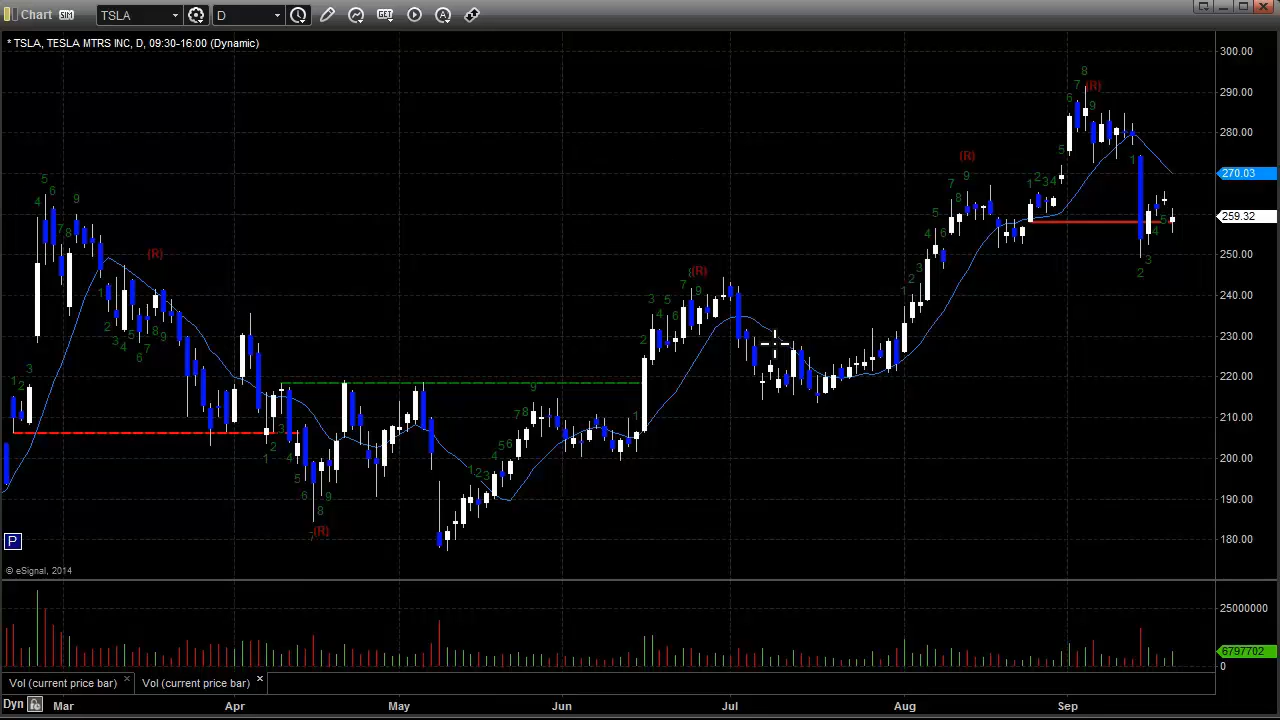 Chart SIM TSLA D GET A
* TSLA, TESLA MTRS INC, D, 09:30-16:00 (Dynamic)
300.00
290.00
280.00
270.03
259.32
250.00
240.00
230.00
220.00
210.00
200.00
190.00
180.00
(R)
(R)
(R)
(R)
(R)
P
© eSignal, 2014
25000000
6797702
0
Vol (current price bar) × Vol (current price bar) ×
Dyn Mar Apr May Jun Jul Aug Sep